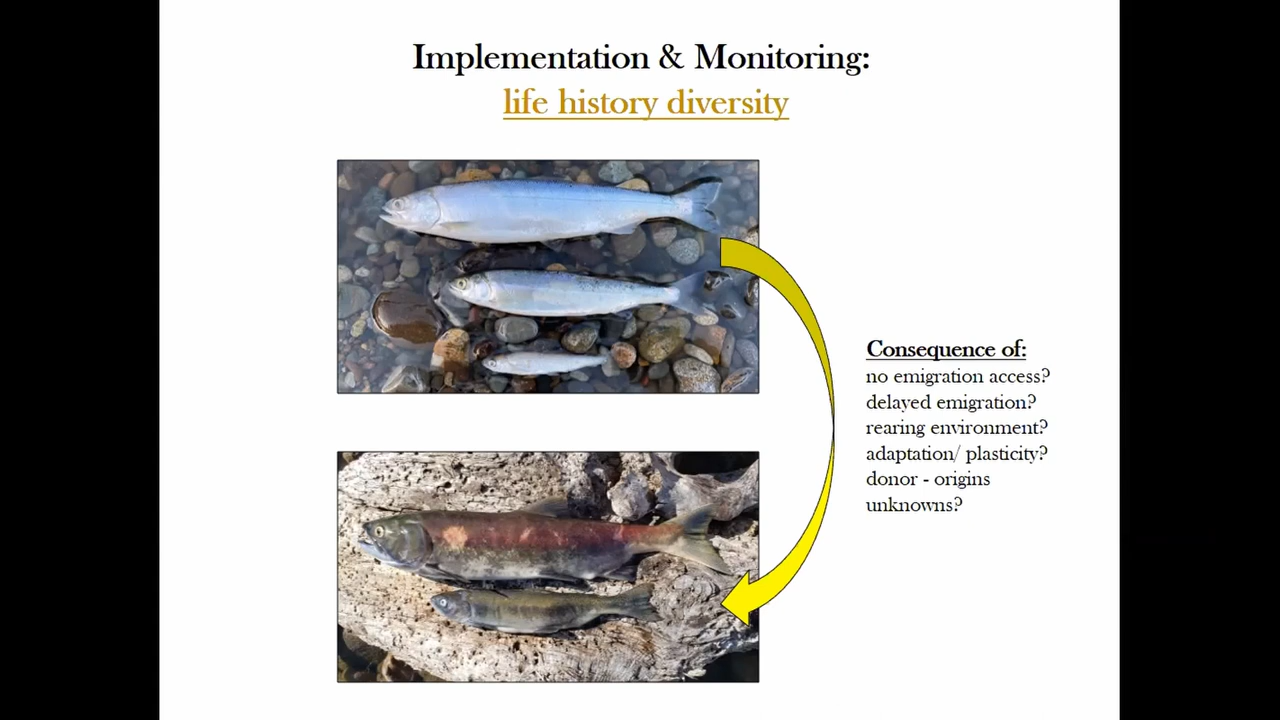 Implementation & Monitoring:
life history diversity
Consequence of:
no emigration access?
delayed emigration?
rearing environment?
adaptation/ plasticity?
donor - origins
unknowns?